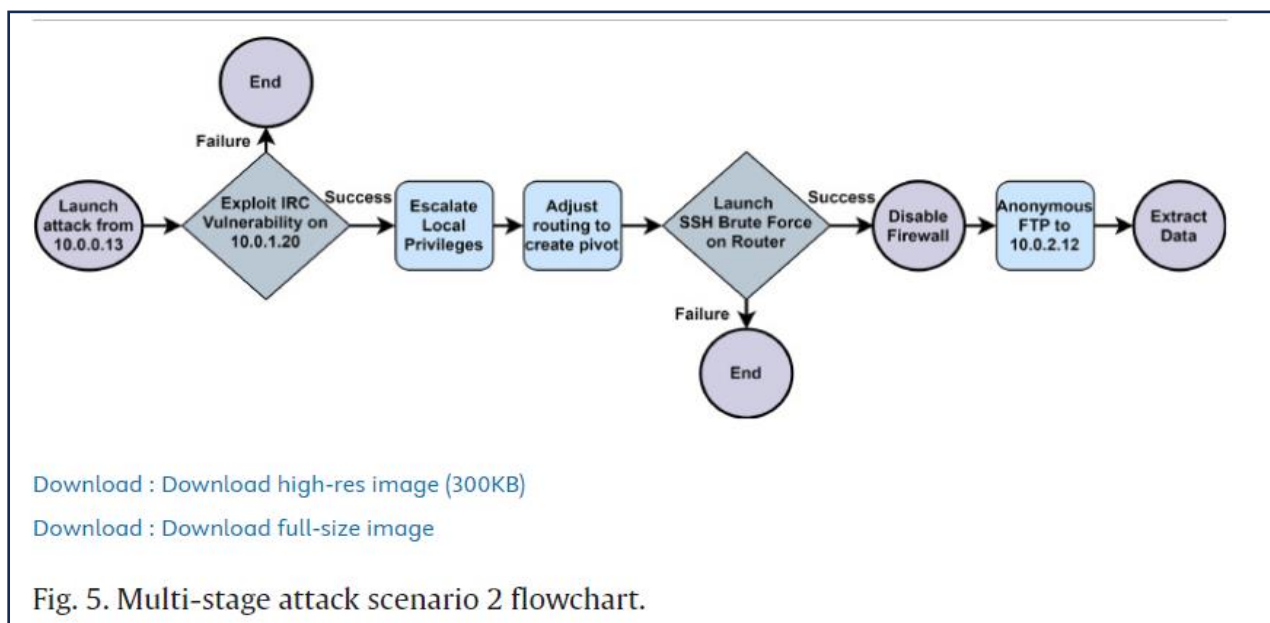 End
Failure
Launch
attack from
10.0.0.13
Exploit IRC
Vulnerability on
10.0.1.20
Success
Escalate
Local
Privileges
Adjust
routing to
create pivot
Launch
SSH Brute Force
on Router
Success
Disable
Firewall
Anonymous
FTP to
10.0.2.12
Extract
Data
Failure
End
Download : Download high-res image (300KB)
Download : Download full-size image
Fig. 5. Multi-stage attack scenario 2 flowchart.